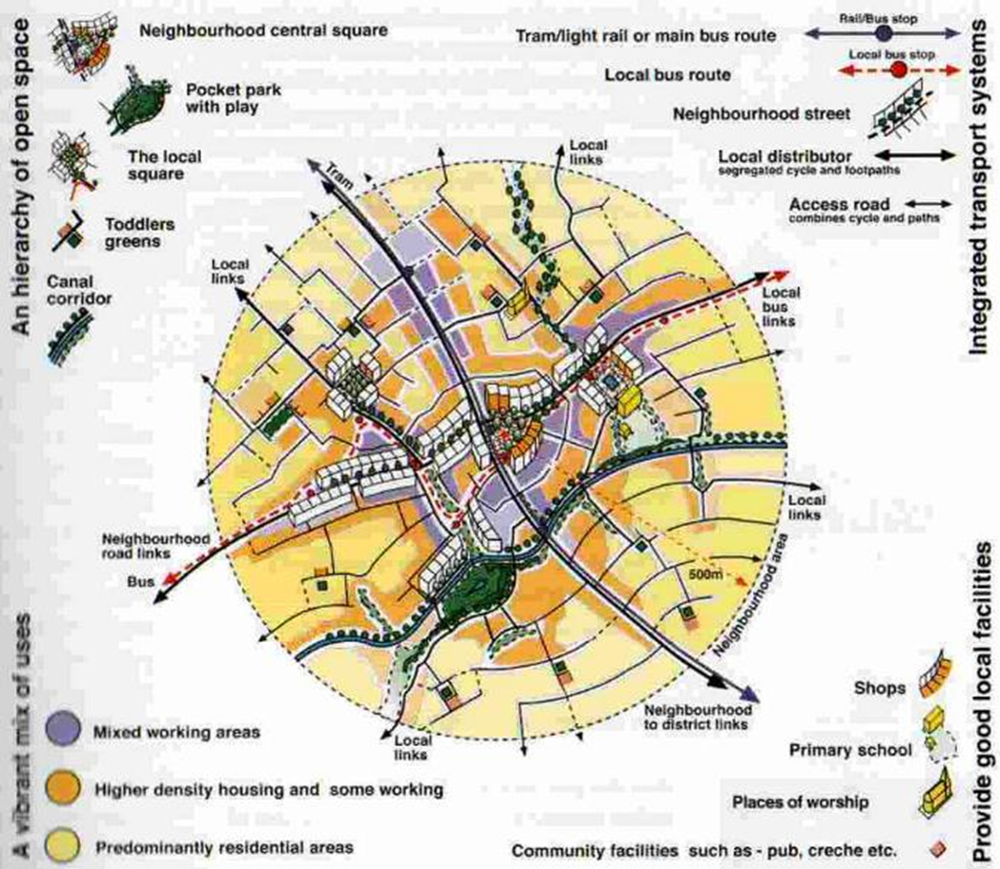 An hierarchy of open space
Neighbourhood central square
Pocket park
with play
The local
square
Toddlers
greens
Canal
corridor
Integrated transport systems
Rail/Bus stop
Tram/light rail or main bus route
Local bus stop
Local bus route
Neighbourhood street
Local distributor
segregated cycle and footpaths
Access road
combines cycle and paths
Tram
Local
links
Local
links
Local
bus
links
Local
links
Neighbourhood
road links
Bus
500m
Neighbourhood area
Neighbourhood
to district links
Local
links
A vibrant mix of uses
Mixed working areas
Higher density housing and some working
Predominantly residential areas
Provide good local facilities
Shops
Primary school
Places of worship
Community facilities such as - pub, creche etc.